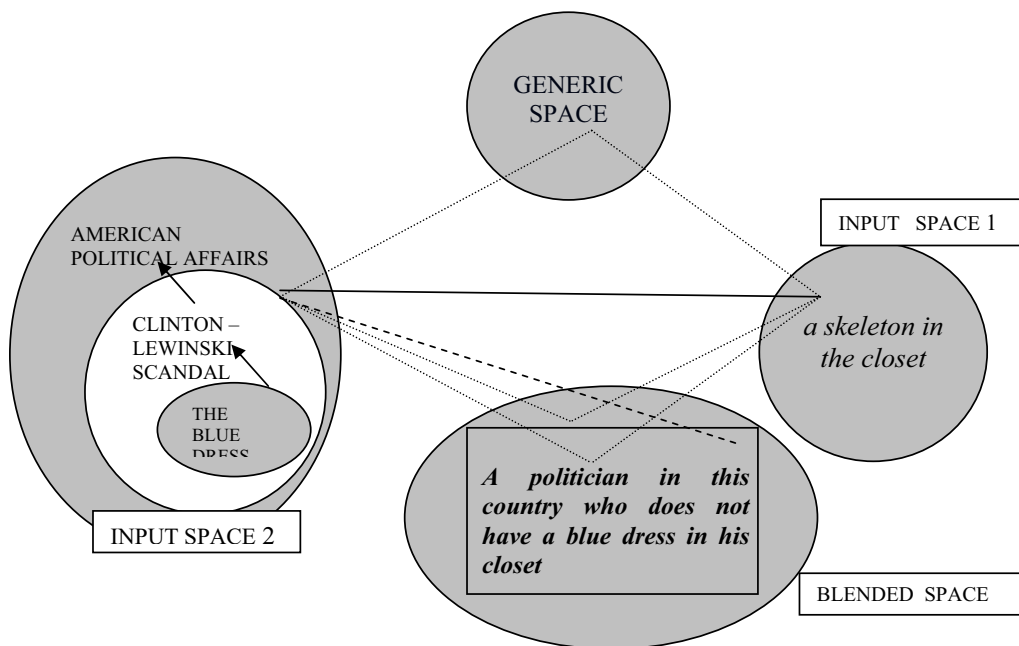 GENERIC
SPACE
INPUT SPACE 1
AMERICAN
POLITICAL AFFAIRS
CLINTON –
LEWINSKI
SCANDAL
a skeleton in
the closet
THE
BLUE
DRESS
A politician in this
country who does not
have a blue dress in his
closet
INPUT SPACE 2
BLENDED SPACE